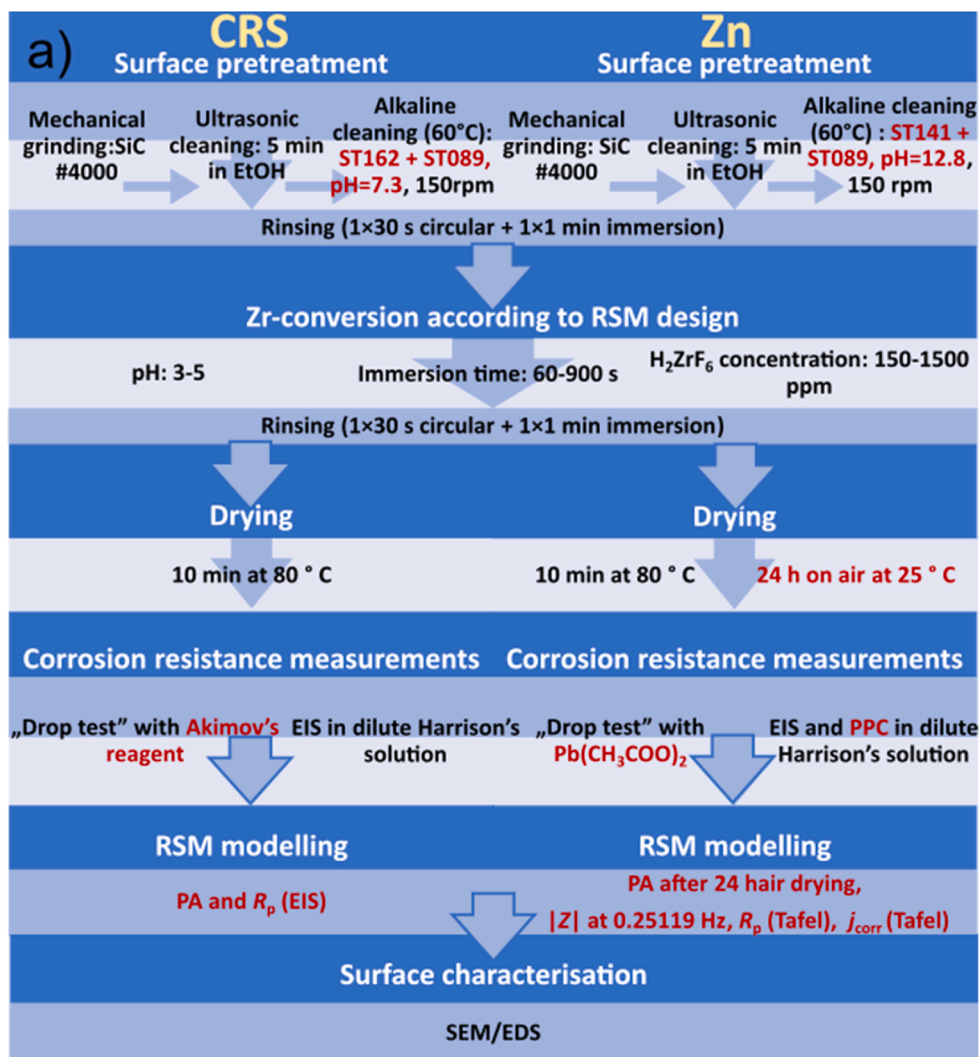 a)
CRS
Surface pretreatment
Zn
Surface pretreatment
Mechanical
grinding:SiC
#4000
Ultrasonic
cleaning: 5 min
in EtOH
Alkaline
cleaning (60°C):
ST162 + ST089,
pH=7.3, 150rpm
Mechanical
grinding: SiC
#4000
Ultrasonic
cleaning: 5 min
in EtOH
Alkaline cleaning
(60°C) : ST141 +
ST089, pH=12.8,
150 rpm
Rinsing (1×30 s circular + 1×1 min immersion)
Zr-conversion according to RSM design
pH: 3-5
Immersion time: 60-900 s
H₂ZrF₆ concentration: 150-1500
ppm
Rinsing (1×30 s circular + 1×1 min immersion)
Drying
Drying
10 min at 80 ° C
10 min at 80 ° C
24 h on air at 25 ° C
Corrosion resistance measurements
Corrosion resistance measurements
„Drop test” with Akimov's
reagent
EIS in dilute Harrison's
solution
„Drop test” with
Pb(CH₃COO)₂
EIS and PPC in dilute
Harrison's solution
RSM modelling
RSM modelling
PA and Rp (EIS)
PA after 24 hair drying,
|Z| at 0.25119 Hz, Rp (Tafel), jcorr (Tafel)
Surface characterisation
SEM/EDS